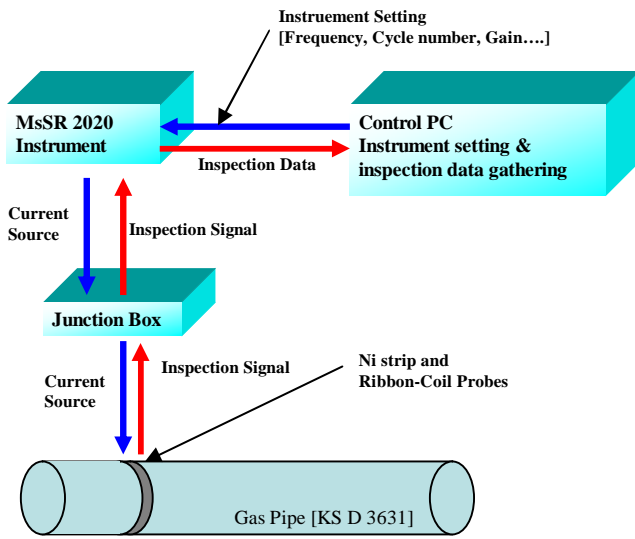 Instruement Setting
[Frequency, Cycle number, Gain….]
MsSR 2020
Instrument
Control PC
Instrument setting &
inspection data gathering
Inspection Data
Current
Source
Inspection Signal
Junction Box
Current
Source
Inspection Signal
Ni strip and
Ribbon-Coil Probes
Gas Pipe [KS D 3631]